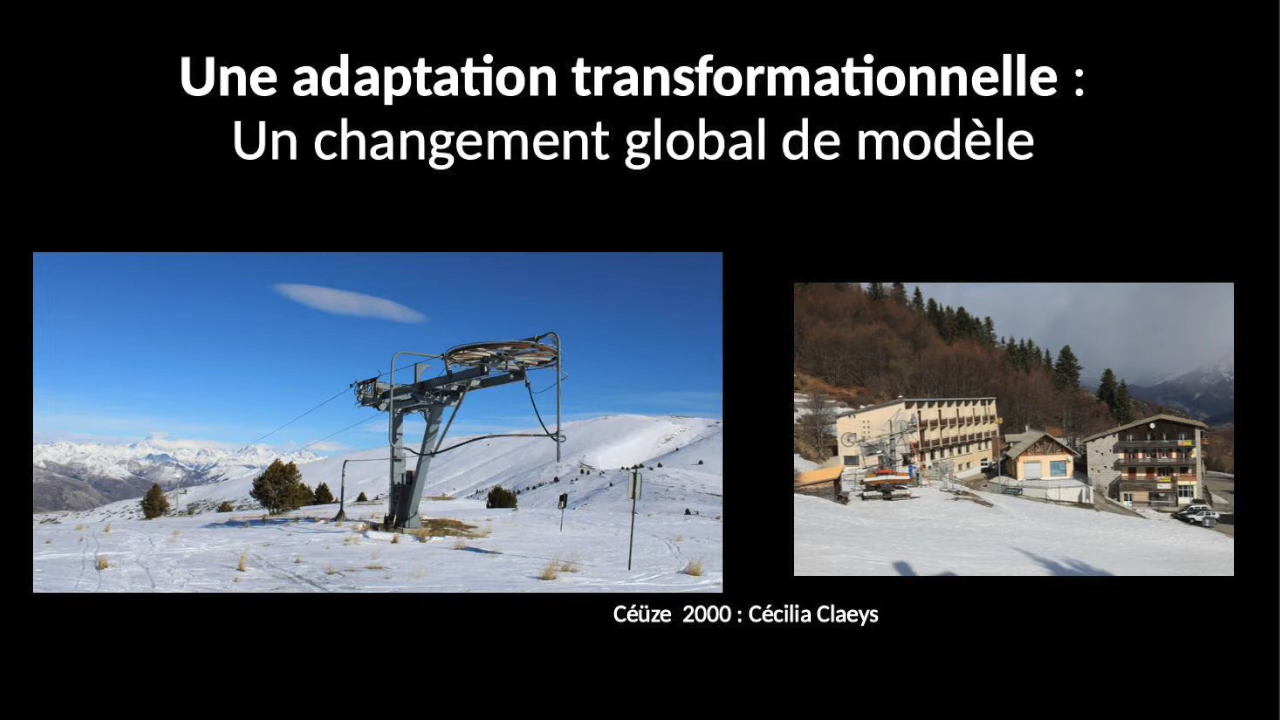 Une adaptation transformationnelle :
Un changement global de modèle
Céüze 2000 : Cécilia Claeys